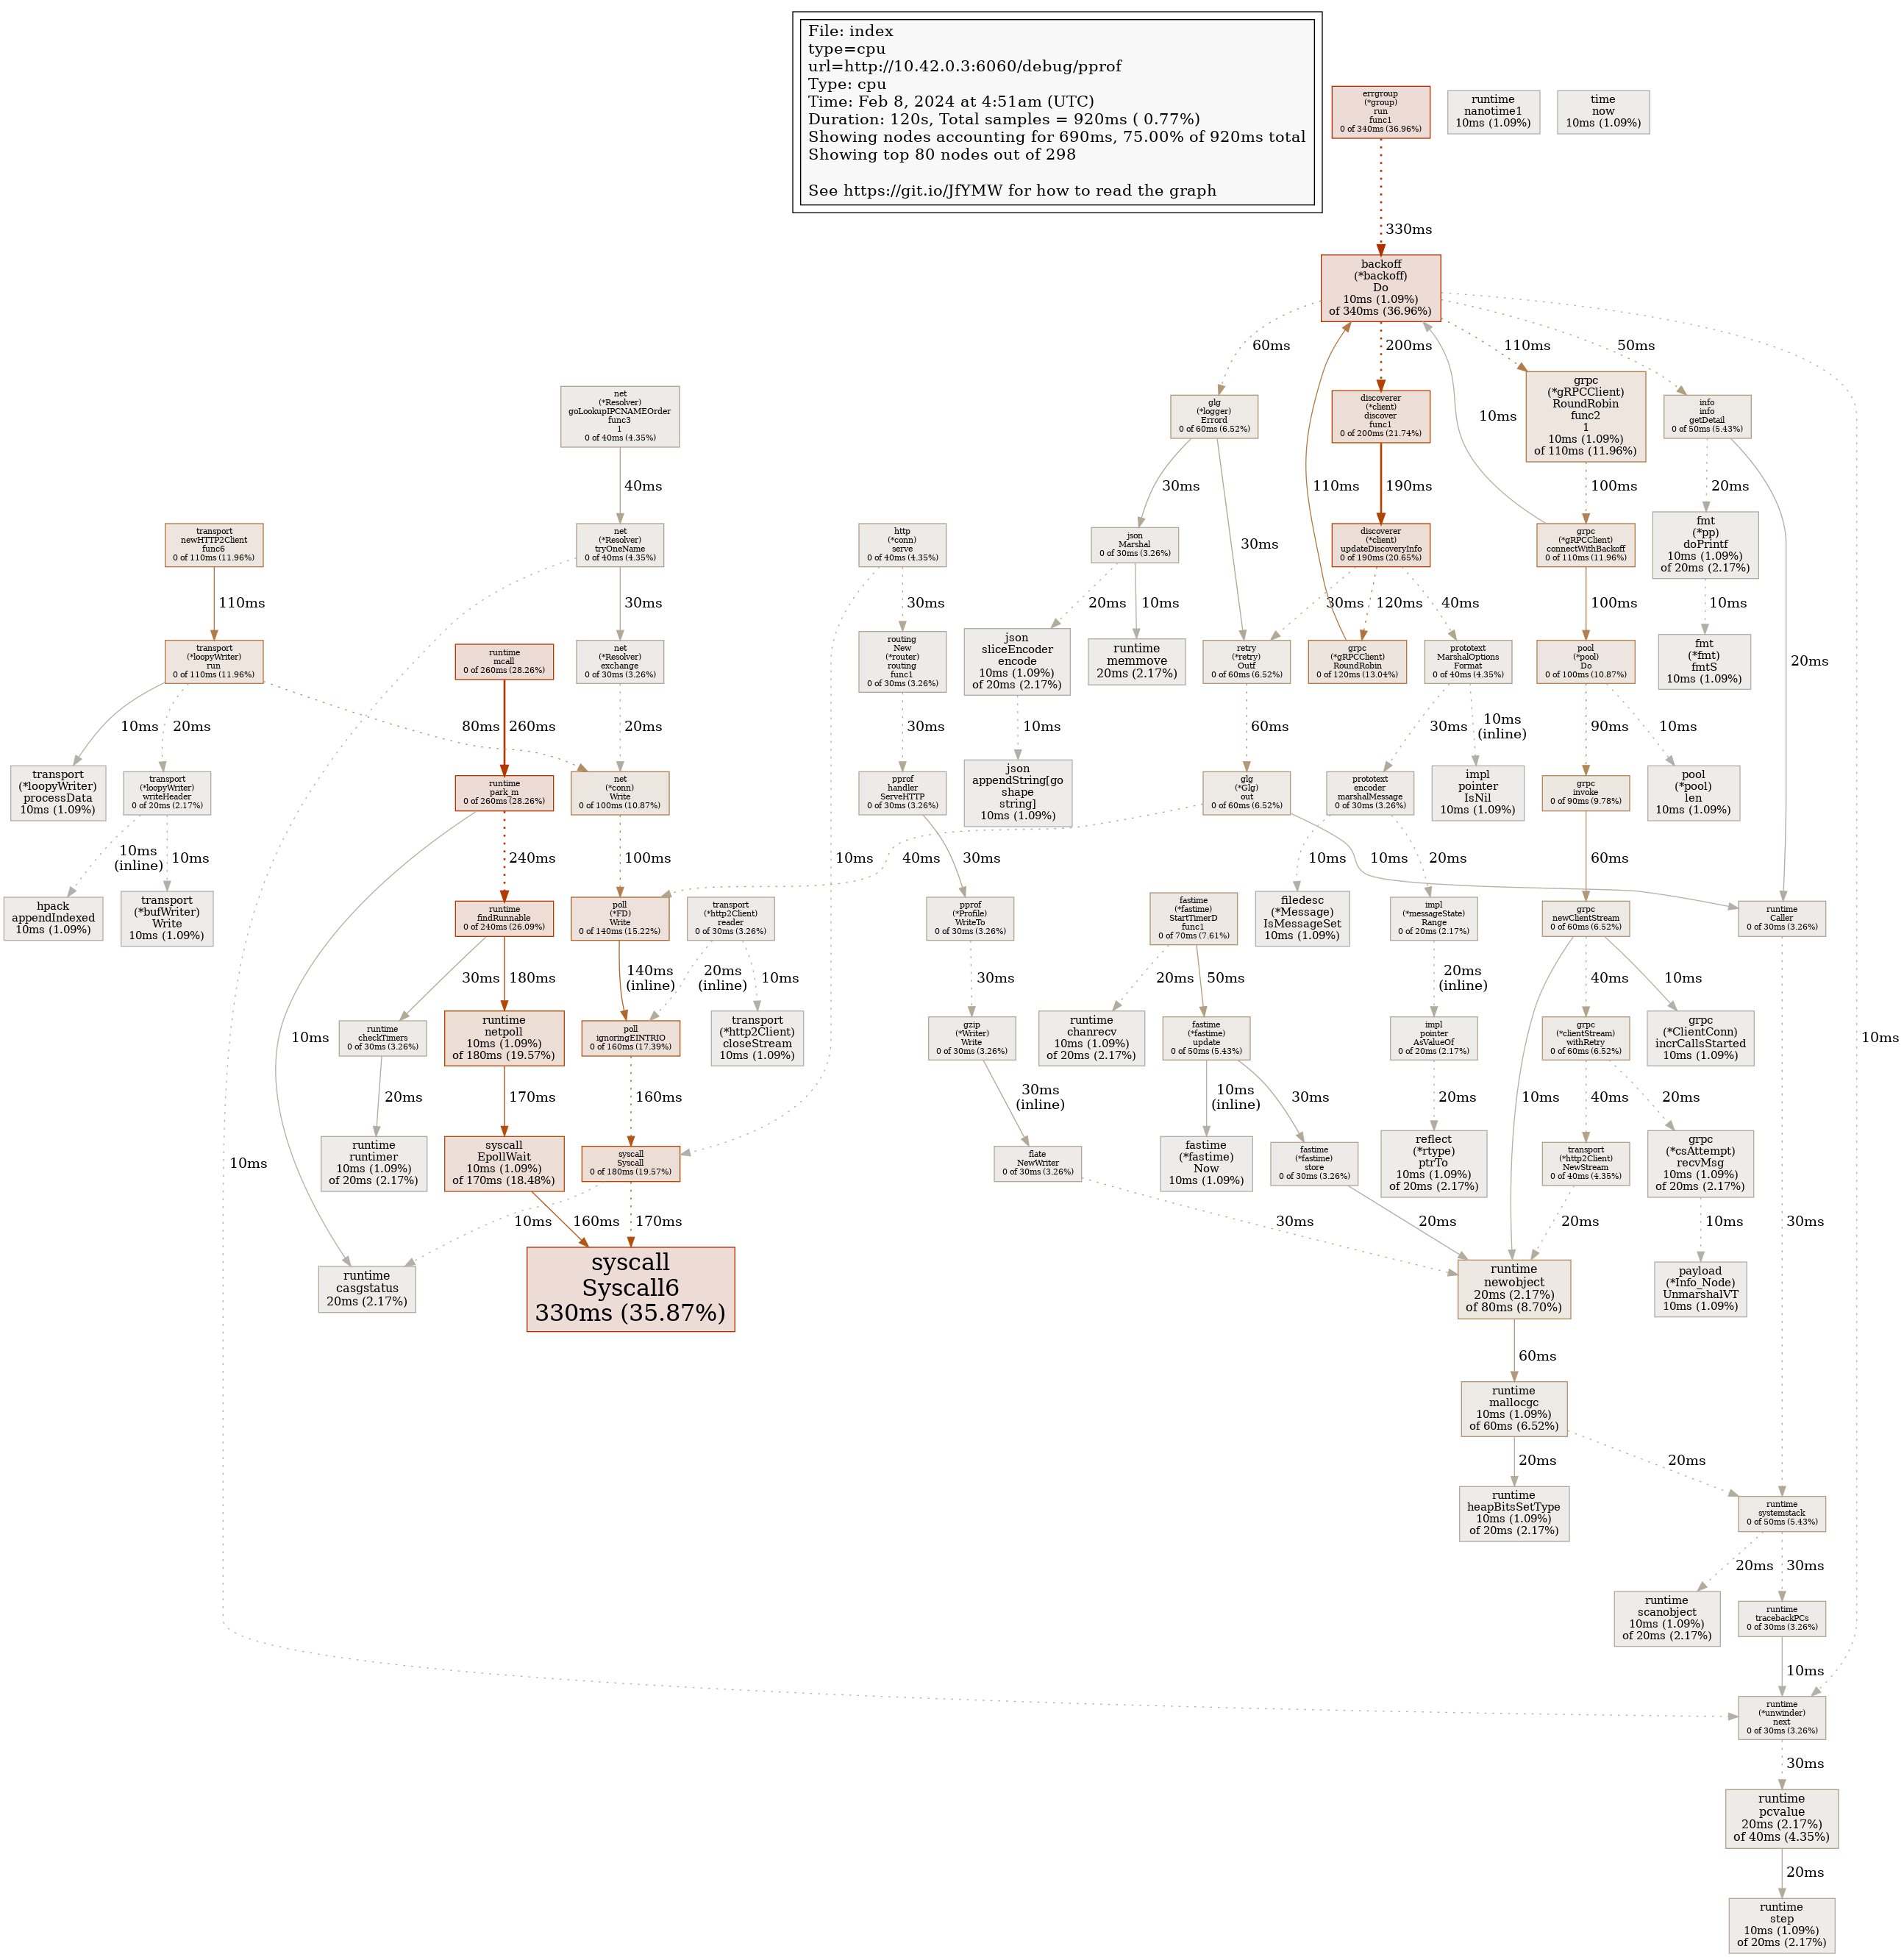 File: index
type=cpu
url=http://10.42.0.3:6060/debug/pprof
Type: cpu
Time: Feb 8, 2024 at 4:51am (UTC)
Duration: 120s, Total samples = 920ms ( 0.77%)
Showing nodes accounting for 690ms, 75.00% of 920ms total
Showing top 80 nodes out of 298
See https://git.io/JfYMW for how to read the graph
errgroup
(*group)
run
func1
0 of 340ms (36.96%)
runtime
nanotime1
10ms (1.09%)
time
now
10ms (1.09%)
330ms
backoff
(*backoff)
Do
10ms (1.09%)
of 340ms (36.96%)
60ms
200ms
110ms
50ms
net
(*Resolver)
goLookupIPCNAMEOrder
func3
1
0 of 40ms (4.35%)
glg
(*logger)
Errord
0 of 60ms (6.52%)
discoverer
(*client)
discover
func1
0 of 200ms (21.74%)
grpc
(*gRPCClient)
RoundRobin
func2
1
10ms (1.09%)
of 110ms (11.96%)
info
info
getDetail
0 of 50ms (5.43%)
10ms
40ms
30ms
30ms
110ms
190ms
100ms
20ms
20ms
transport
newHTTP2Client
func6
0 of 110ms (11.96%)
net
(*Resolver)
tryOneName
0 of 40ms (4.35%)
http
(*conn)
serve
0 of 40ms (4.35%)
json
Marshal
0 of 30ms (3.26%)
discoverer
(*client)
updateDiscoveryInfo
0 of 190ms (20.65%)
grpc
(*gRPCClient)
connectWithBackoff
0 of 110ms (11.96%)
fmt
(*pp)
doPrintf
10ms (1.09%)
of 20ms (2.17%)
110ms
30ms
30ms
20ms
10ms
30ms
120ms
40ms
100ms
10ms
transport
(*loopyWriter)
run
0 of 110ms (11.96%)
runtime
mcall
0 of 260ms (28.26%)
net
(*Resolver)
exchange
0 of 30ms (3.26%)
routing
New
(*router)
routing
func1
0 of 30ms (3.26%)
json
sliceEncoder
encode
10ms (1.09%)
of 20ms (2.17%)
runtime
memmove
20ms (2.17%)
retry
(*retry)
Outf
0 of 60ms (6.52%)
grpc
(*gRPCClient)
RoundRobin
0 of 120ms (13.04%)
prototext
MarshalOptions
Format
0 of 40ms (4.35%)
pool
(*pool)
Do
0 of 100ms (10.87%)
fmt
(*fmt)
fmtS
10ms (1.09%)
10ms
20ms
80ms
260ms
20ms
30ms
10ms
60ms
30ms
10ms
(inline)
90ms
10ms
transport
(*loopyWriter)
processData
10ms (1.09%)
transport
(*loopyWriter)
writeHeader
0 of 20ms (2.17%)
runtime
park_m
0 of 260ms (28.26%)
net
(*conn)
Write
0 of 100ms (10.87%)
pprof
handler
ServeHTTP
0 of 30ms (3.26%)
json
appendString[go
shape
string]
10ms (1.09%)
glg
(*Glg)
out
0 of 60ms (6.52%)
prototext
encoder
marshalMessage
0 of 30ms (3.26%)
impl
pointer
IsNil
10ms (1.09%)
grpc
invoke
0 of 90ms (9.78%)
pool
(*pool)
len
10ms (1.09%)
10ms
(inline)
10ms
240ms
100ms
10ms
40ms
30ms
10ms
10ms
20ms
60ms
hpack
appendIndexed
10ms (1.09%)
transport
(*bufWriter)
Write
10ms (1.09%)
runtime
findRunnable
0 of 240ms (26.09%)
poll
(*FD)
Write
0 of 140ms (15.22%)
transport
(*http2Client)
reader
0 of 30ms (3.26%)
pprof
(*Profile)
WriteTo
0 of 30ms (3.26%)
fastime
(*fastime)
StartTimerD
func1
0 of 70ms (7.61%)
filedesc
(*Message)
IsMessageSet
10ms (1.09%)
impl
(*messageState)
Range
0 of 20ms (2.17%)
grpc
newClientStream
0 of 60ms (6.52%)
runtime
Caller
0 of 30ms (3.26%)
30ms
180ms
140ms
(inline)
20ms
(inline)
10ms
30ms
20ms
50ms
20ms
(inline)
40ms
10ms
10ms
runtime
checkTimers
0 of 30ms (3.26%)
runtime
netpoll
10ms (1.09%)
of 180ms (19.57%)
poll
ignoringEINTRIO
0 of 160ms (17.39%)
transport
(*http2Client)
closeStream
10ms (1.09%)
gzip
(*Writer)
Write
0 of 30ms (3.26%)
runtime
chanrecv
10ms (1.09%)
of 20ms (2.17%)
fastime
(*fastime)
update
0 of 50ms (5.43%)
impl
pointer
AsValueOf
0 of 20ms (2.17%)
grpc
(*clientStream)
withRetry
0 of 60ms (6.52%)
grpc
(*ClientConn)
incrCallsStarted
10ms (1.09%)
10ms
20ms
170ms
160ms
30ms
(inline)
10ms
(inline)
30ms
20ms
10ms
40ms
20ms
10ms
runtime
runtimer
10ms (1.09%)
of 20ms (2.17%)
syscall
EpollWait
10ms (1.09%)
of 170ms (18.48%)
syscall
Syscall
0 of 180ms (19.57%)
flate
NewWriter
0 of 30ms (3.26%)
fastime
(*fastime)
Now
10ms (1.09%)
fastime
(*fastime)
store
0 of 30ms (3.26%)
reflect
(*rtype)
ptrTo
10ms (1.09%)
of 20ms (2.17%)
transport
(*http2Client)
NewStream
0 of 40ms (4.35%)
grpc
(*csAttempt)
recvMsg
10ms (1.09%)
of 20ms (2.17%)
10ms
10ms
160ms
170ms
30ms
20ms
20ms
10ms
30ms
runtime
casgstatus
20ms (2.17%)
syscall
Syscall6
330ms (35.87%)
runtime
newobject
20ms (2.17%)
of 80ms (8.70%)
payload
(*Info_Node)
UnmarshalVT
10ms (1.09%)
60ms
runtime
mallocgc
10ms (1.09%)
of 60ms (6.52%)
20ms
20ms
runtime
heapBitsSetType
10ms (1.09%)
of 20ms (2.17%)
runtime
systemstack
0 of 50ms (5.43%)
20ms
30ms
runtime
scanobject
10ms (1.09%)
of 20ms (2.17%)
runtime
tracebackPCs
0 of 30ms (3.26%)
10ms
runtime
(*unwinder)
next
0 of 30ms (3.26%)
30ms
runtime
pcvalue
20ms (2.17%)
of 40ms (4.35%)
20ms
runtime
step
10ms (1.09%)
of 20ms (2.17%)